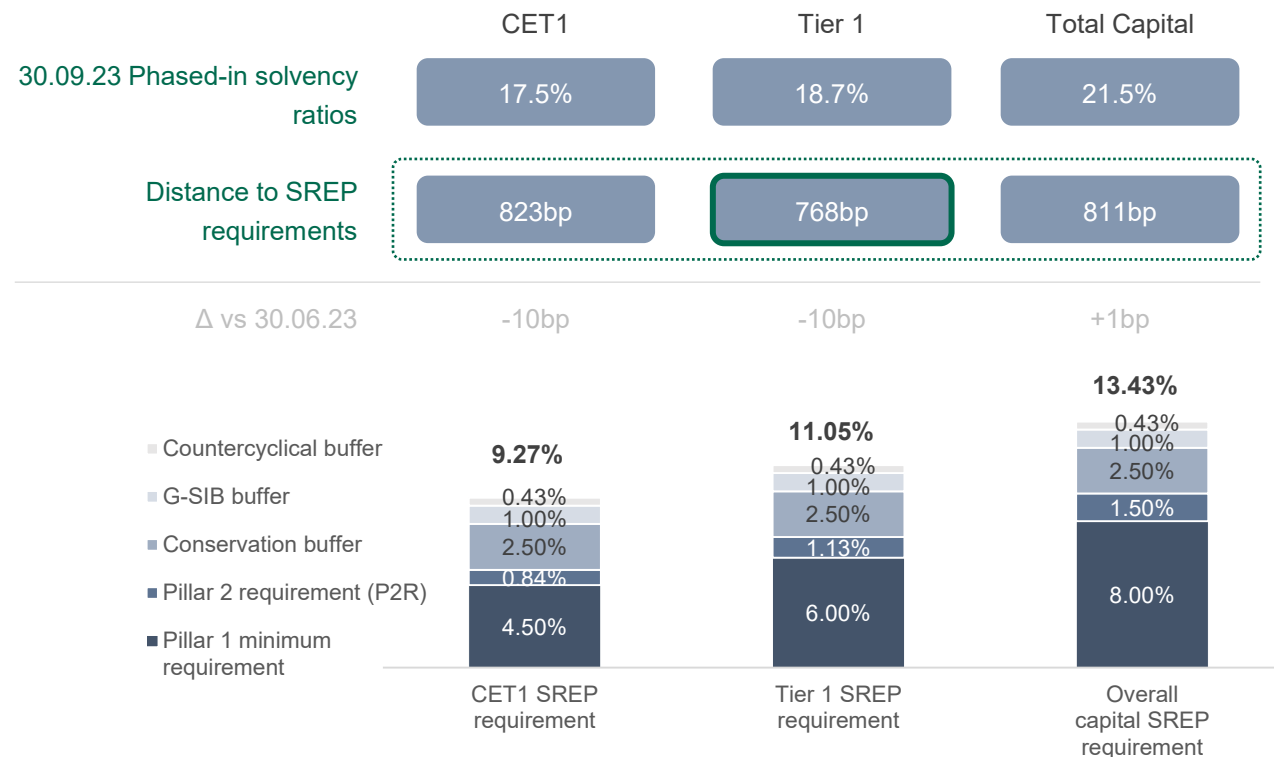 CET1 Tier 1 Total Capital
30.09.23 Phased-in solvency
ratios
17.5% 18.7% 21.5%
Distance to SREP
requirements
823bp 768bp 811bp
Δ vs 30.06.23 -10bp -10bp +1bp
Countercyclical buffer
G-SIB buffer
Conservation buffer
Pillar 2 requirement (P2R)
Pillar 1 minimum
requirement
9.27%
0.43%
1.00%
2.50%
0.84%
4.50%
CET1 SREP
requirement
11.05%
0.43%
1.00%
2.50%
1.13%
6.00%
Tier 1 SREP
requirement
13.43%
0.43%
1.00%
2.50%
1.50%
8.00%
Overall
capital SREP
requirement